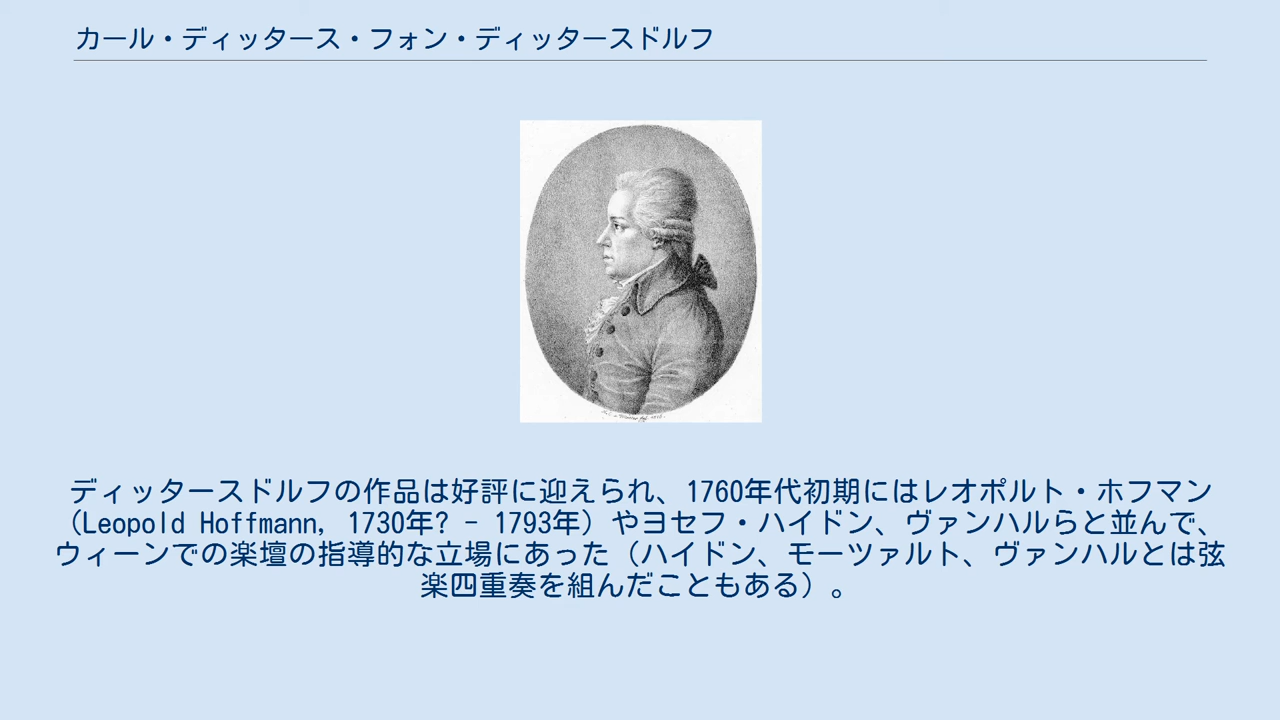 カール・ディッタース・フォン・ディッタースドルフ
ディッタースドルフの作品は好評に迎えられ、1760年代初期にはレオポルト・ホフマン
（Leopold Hoffmann, 1730年? - 1793年）やヨセフ・ハイドン、ヴァンハルらと並んで、
ウィーンでの楽壇の指導的な立場にあった（ハイドン、モーツァルト、ヴァンハルとは弦
楽四重奏を組んだこともある）。